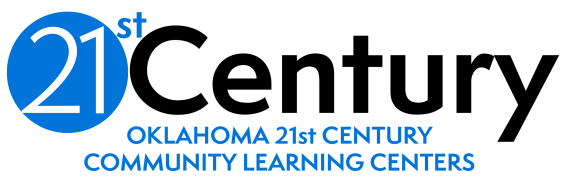 21st Century
OKLAHOMA 21st CENTURY
COMMUNITY LEARNING CENTERS